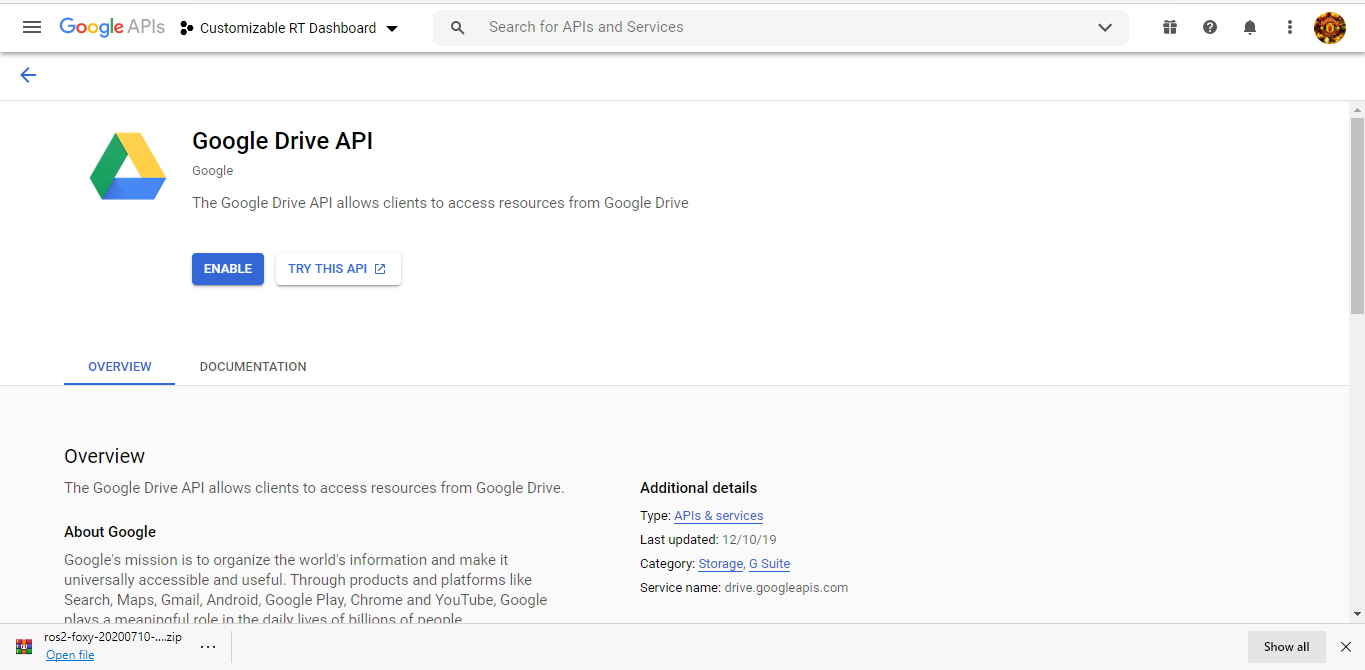 Google APIs
Customizable RT Dashboard
Search for APIs and Services
Google Drive API
Google
The Google Drive API allows clients to access resources from Google Drive
ENABLE
TRY THIS API
OVERVIEW
DOCUMENTATION
Overview
The Google Drive API allows clients to access resources from Google Drive.
About Google
Google's mission is to organize the world's information and make it
universally accessible and useful. Through products and platforms like
Search, Maps, Gmail, Android, Google Play, Chrome and YouTube, Google
plays a meaningful role in the daily lives of billions of people
Additional details
Type: APIs & services
Last updated: 12/10/19
Category: Storage, G Suite
Service name: drive.googleapis.com
ros2-foxy-20200710-....zip
Open file
...
Show all